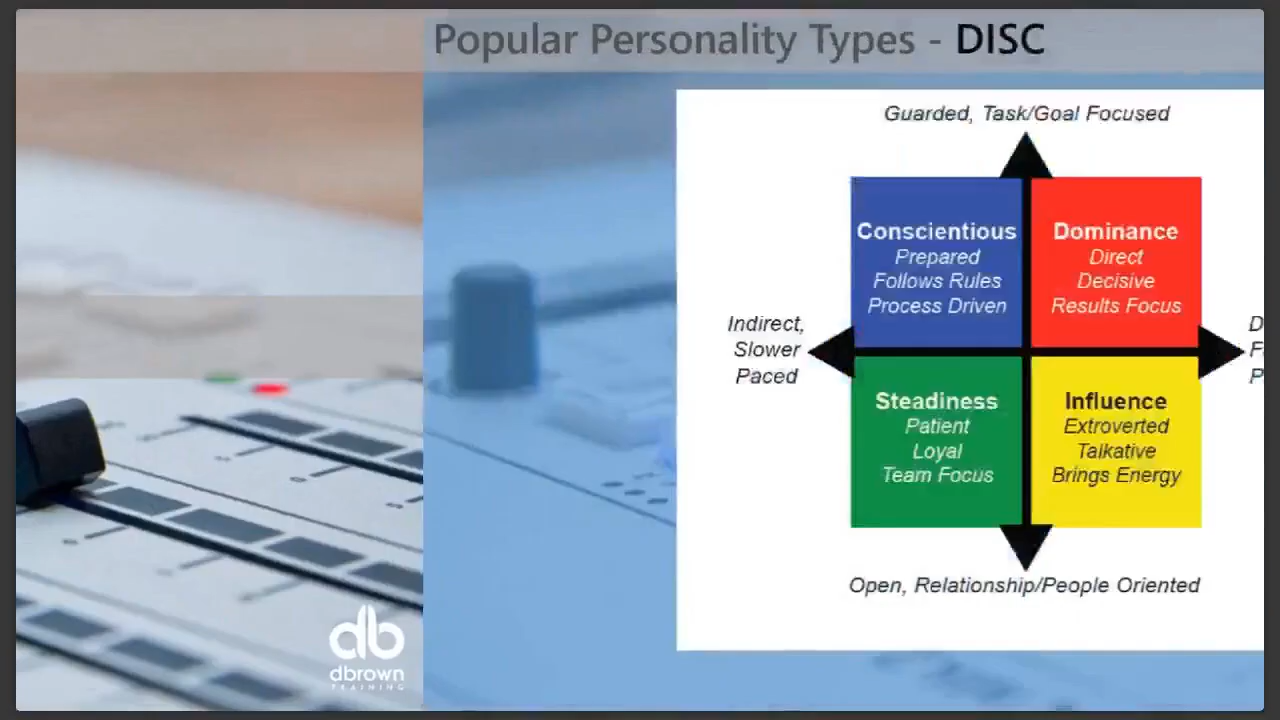 Popular Personality Types - DISC
Guarded, Task/Goal Focused
Conscientious
Prepared
Follows Rules
Process Driven
Dominance
Direct
Decisive
Results Focus
Indirect,
Slower
Paced
D
F
P
Steadiness
Patient
Loyal
Team Focus
Influence
Extroverted
Talkative
Brings Energy
Open, Relationship/People Oriented
db
dbrown
TRAINING